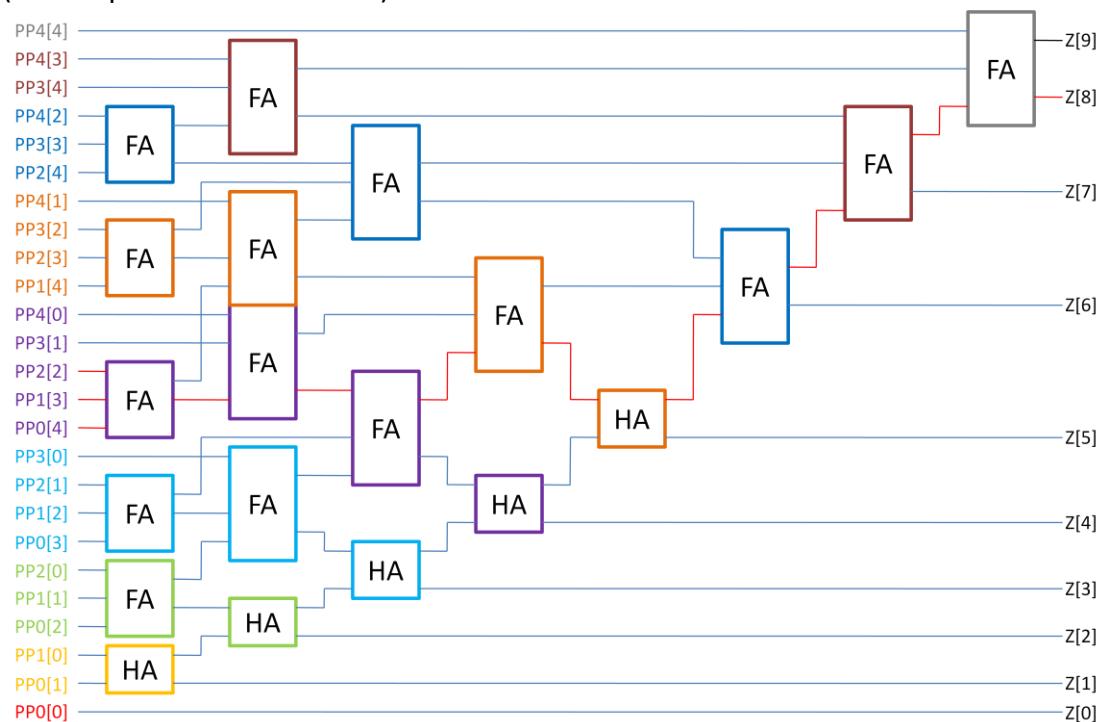 PP4[4]
PP4[3]
PP3[4]
PP4[2]
PP3[3]
PP2[4]
PP4[1]
PP3[2]
PP2[3]
PP1[4]
PP4[0]
PP3[1]
PP2[2]
PP1[3]
PP0[4]
PP3[0]
PP2[1]
PP1[2]
PP0[3]
PP2[0]
PP1[1]
PP0[2]
PP1[0]
PP0[1]
PP0[0]
FA
FA
FA
FA
FA
HA
FA
FA
FA
FA
HA
FA
FA
HA
FA
HA
HA
FA
FA
FA
Z[9]
Z[8]
Z[7]
Z[6]
Z[5]
Z[4]
Z[3]
Z[2]
Z[1]
Z[0]